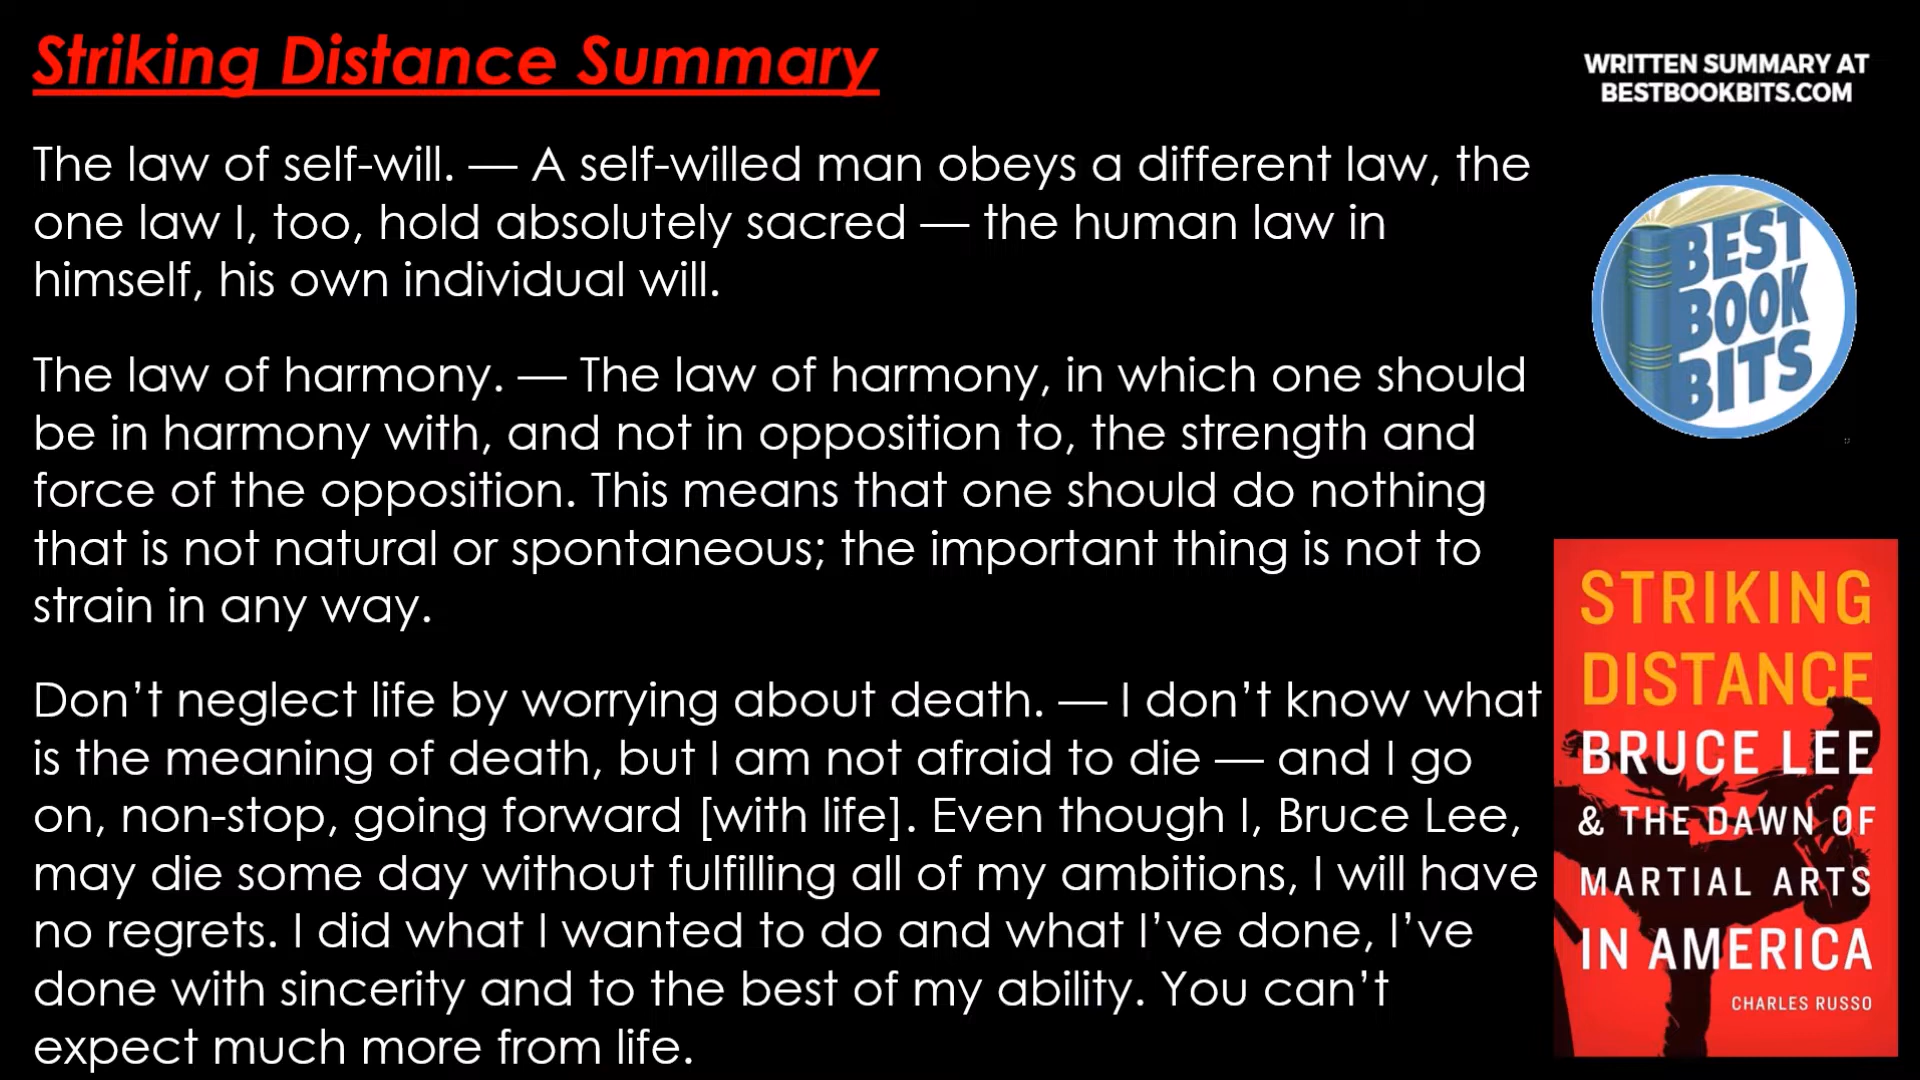 Striking Distance Summary
WRITTEN SUMMARY AT
BESTBOOKBITS.COM
The law of self-will. — A self-willed man obeys a different law, the
one law I, too, hold absolutely sacred — the human law in
himself, his own individual will.
The law of harmony. — The law of harmony, in which one should
be in harmony with, and not in opposition to, the strength and
force of the opposition. This means that one should do nothing
that is not natural or spontaneous; the important thing is not to
strain in any way.
Don’t neglect life by worrying about death. — I don’t know what
is the meaning of death, but I am not afraid to die — and I go
on, non-stop, going forward [with life]. Even though I, Bruce Lee,
may die some day without fulfilling all of my ambitions, I will have
no regrets. I did what I wanted to do and what I’ve done, I’ve
done with sincerity and to the best of my ability. You can’t
expect much more from life.
BEST
BOOK
BITS
STRIKING
DISTANCE
BRUCE LEE
& THE DAWN OF
MARTIAL ARTS
IN AMERICA
CHARLES RUSSO